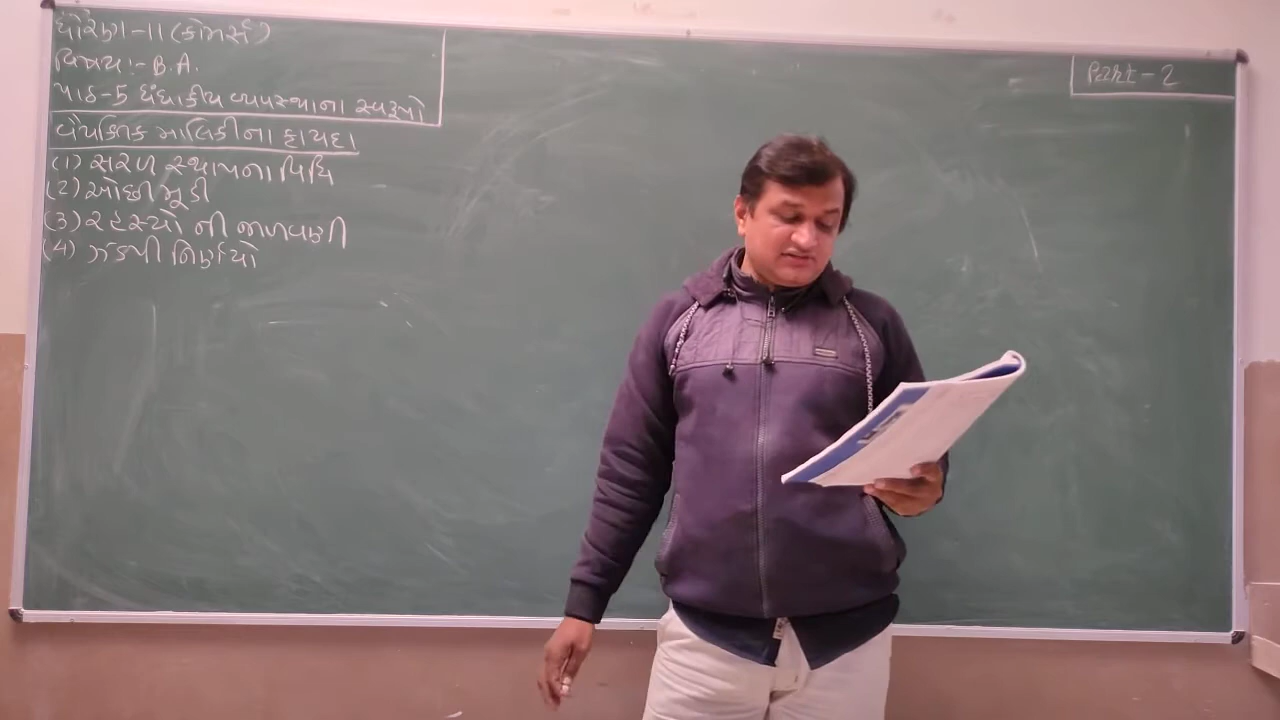 ધોરણ-11 (કોમર્સ)
વિષય:- B.A.
પાઠ-5 ધંધાકીય વ્યવસ્થાના સ્વરૂપો
વૈયક્તિક માલિકીના ફાયદા
(1) સરળ સ્થાપના વિધિ
(2) ઓછી મૂડી
(3) રહસ્યો ની જાળવણી
(4) ઝડપી નિર્ણયો
Part-2